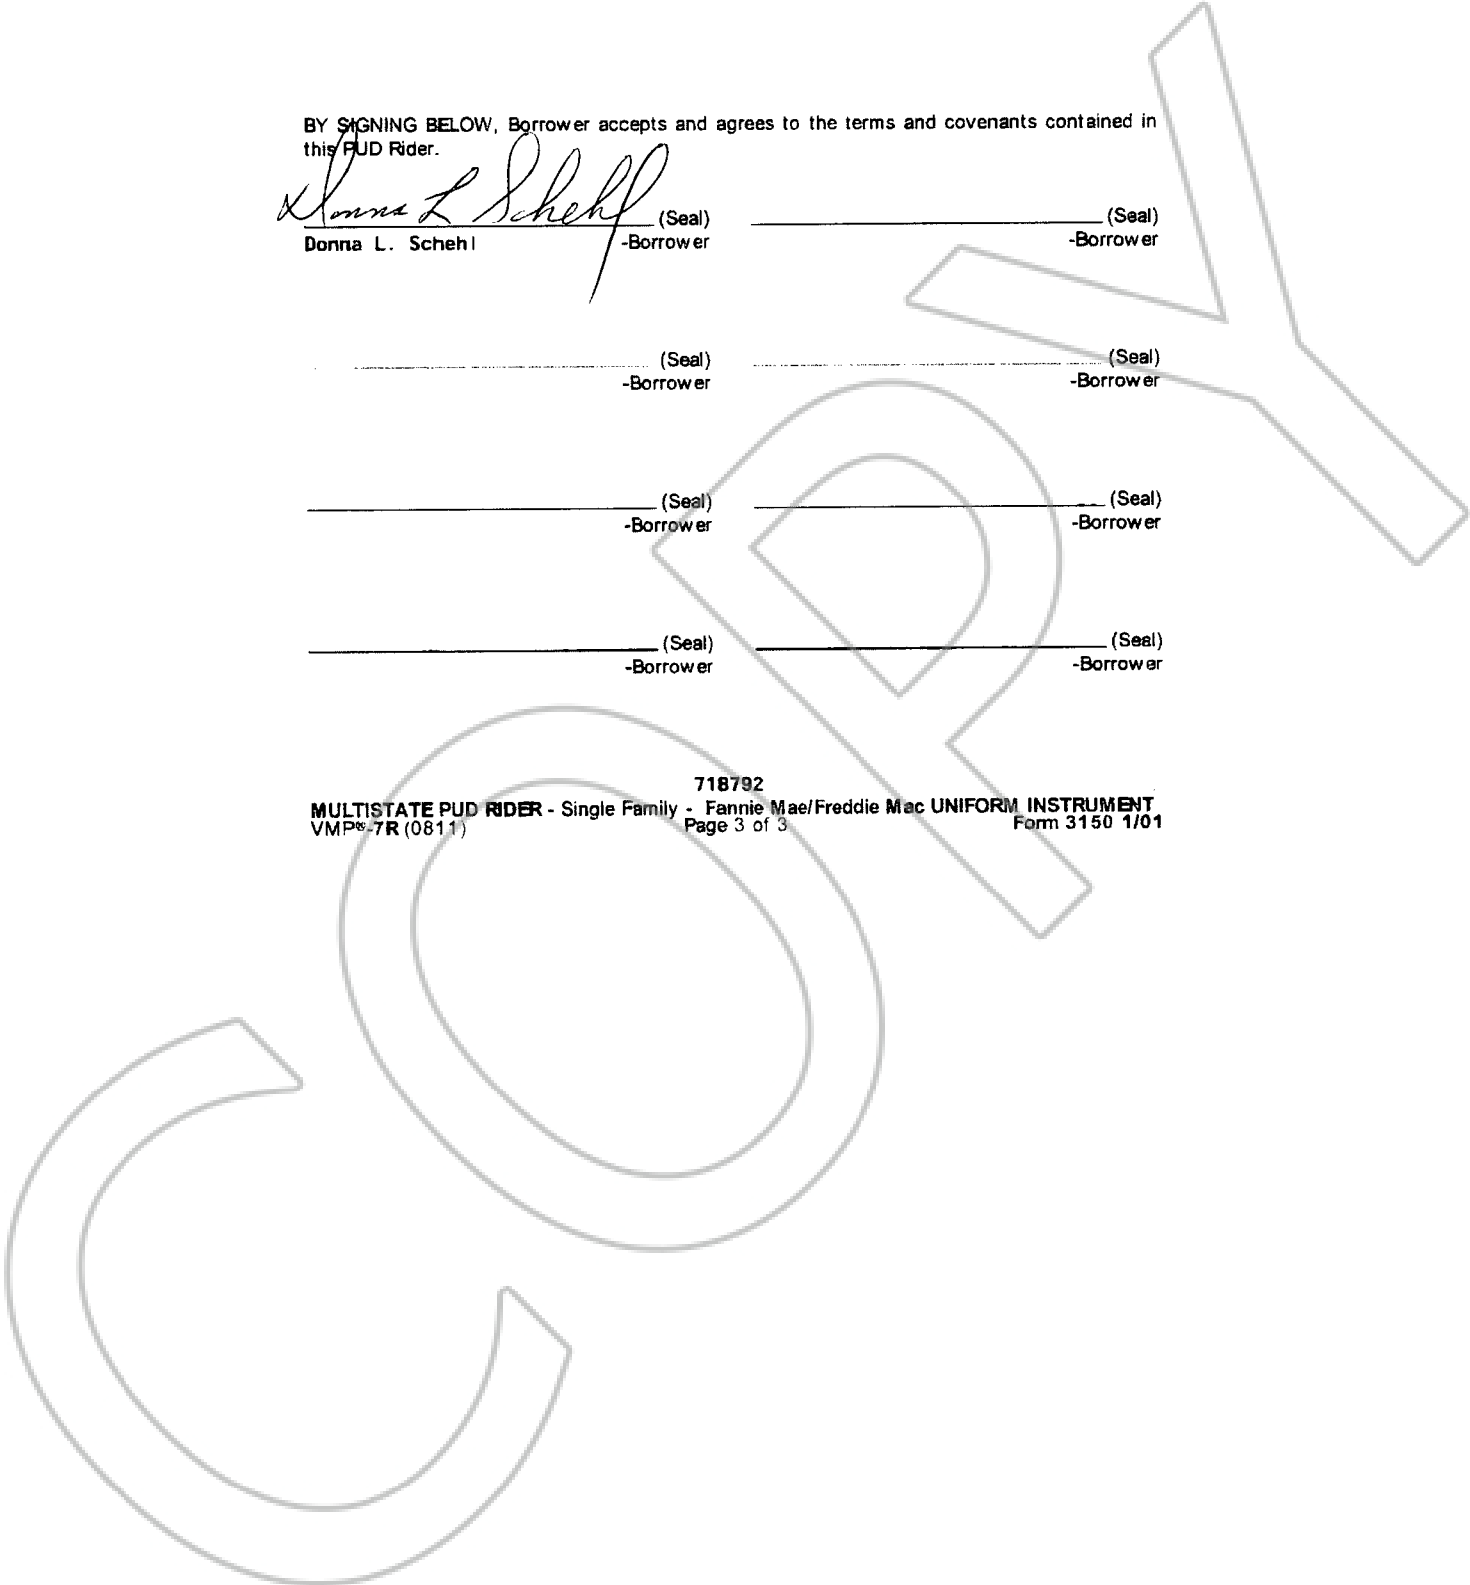 BY SIGNING BELOW, Borrower accepts and agrees to the terms and covenants contained in
this PUD Rider.
Donna L Schehl (Seal) (Seal)
Donna L. Schehl -Borrower -Borrower
(Seal) (Seal)
-Borrower -Borrower
(Seal) (Seal)
-Borrower -Borrower
(Seal) (Seal)
-Borrower -Borrower
718792
MULTISTATE PUD RIDER - Single Family - Fannie Mae/Freddie Mac UNIFORM INSTRUMENT
VMP®-7R (0811) Page 3 of 3 Form 3150 1/01
COPY